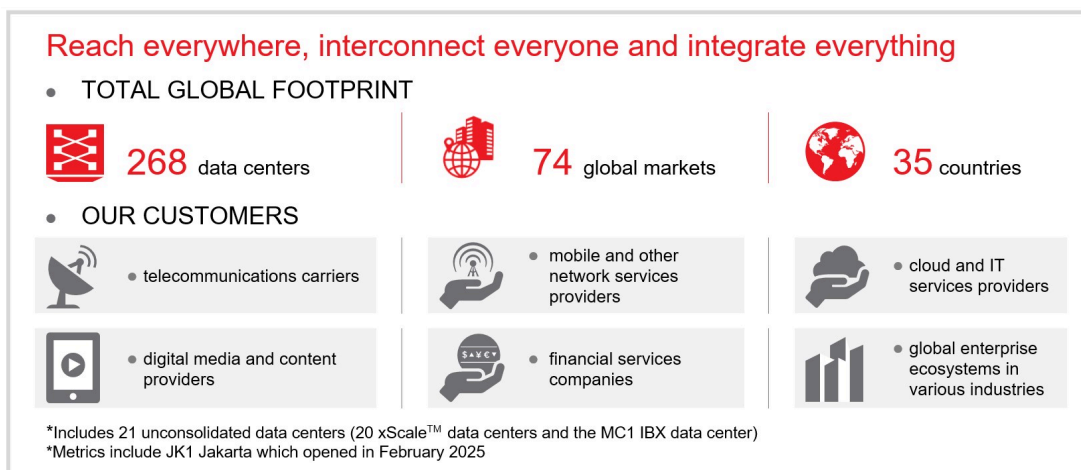 Reach everywhere, interconnect everyone and integrate everything
• TOTAL GLOBAL FOOTPRINT
268 data centers
74 global markets
35 countries
• OUR CUSTOMERS
• telecommunications carriers
• mobile and other
network services
providers
• cloud and IT
services providers
• digital media and content
providers
$ ▲ ¥ € ▼
• financial services
companies
• global enterprise
ecosystems in
various industries
*Includes 21 unconsolidated data centers (20 xScale™ data centers and the MC1 IBX data center)
*Metrics include JK1 Jakarta which opened in February 2025